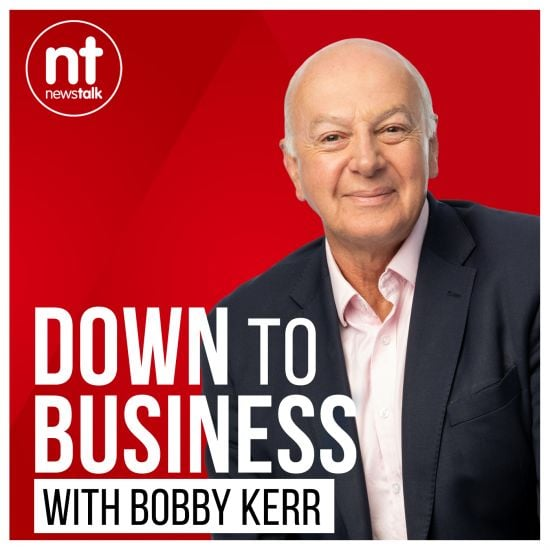 nt
newstalk
DOWN TO
BUSINESS
WITH BOBBY KERR